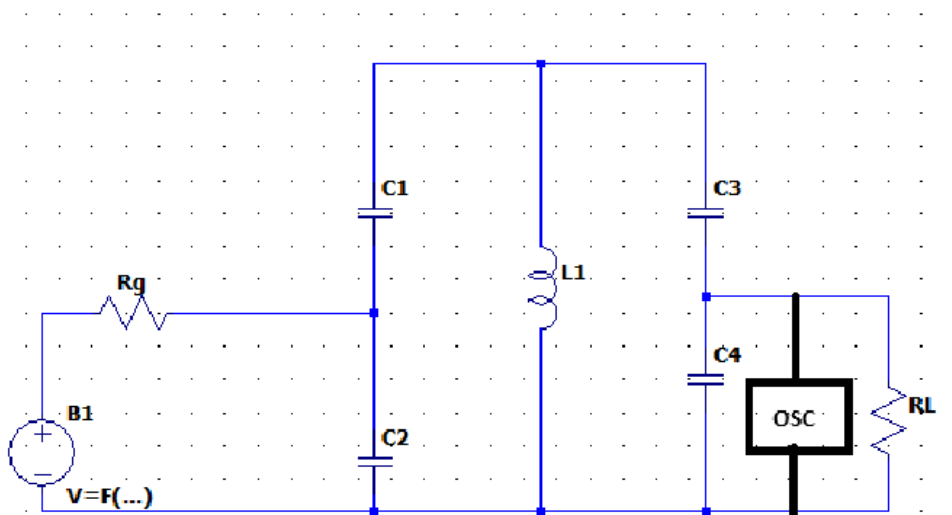 C1
C3
Rg
L1
C4
B1
OSC
RL
C2
V=F(...)